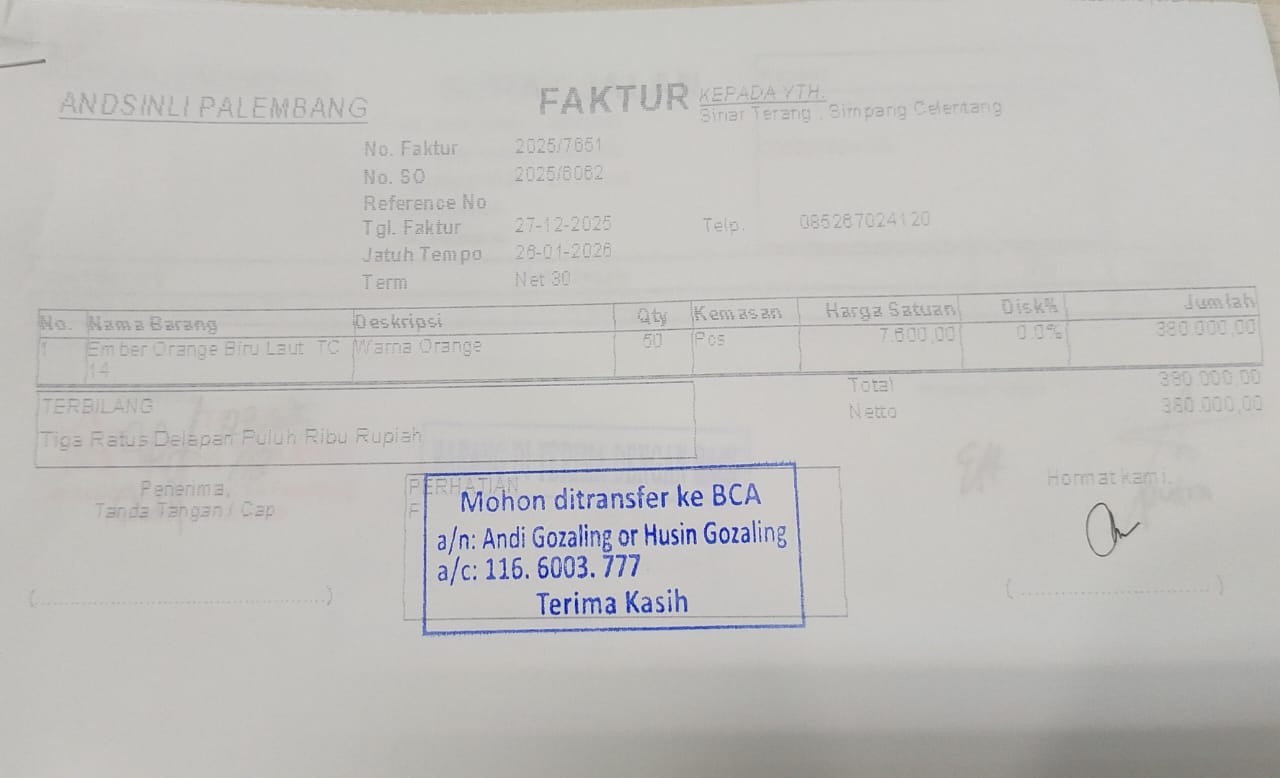 ANDSINLI PALEMBANG
FAKTUR
KEPADA YTH.
Sinar Terang , Simpang Celentang
No. Faktur 2025/7651
No. SO 2025/6062
Reference No
Tgl. Faktur 27-12-2025
Telp. 085267024120
Jatuh Tempo 26-01-2026
Term Net 30
No. Nama Barang Deskripsi Qty Kemasan Harga Satuan Disk% Jumlah
1 Ember Orange Biru Laut TC Warna Orange 50 Pcs 7.600,00 0.0% 380.000,00
14
Total 380.000,00
Netto 380.000,00
TERBILANG
Tiga Ratus Delapan Puluh Ribu Rupiah
Penerima,
Tanda Tangan / Cap
PERHATIAN
Mohon ditransfer ke BCA
a/n: Andi Gozaling or Husin Gozaling
a/c: 116. 6003. 777
Terima Kasih
Hormat kami,
(..............................................)
(..............................................)